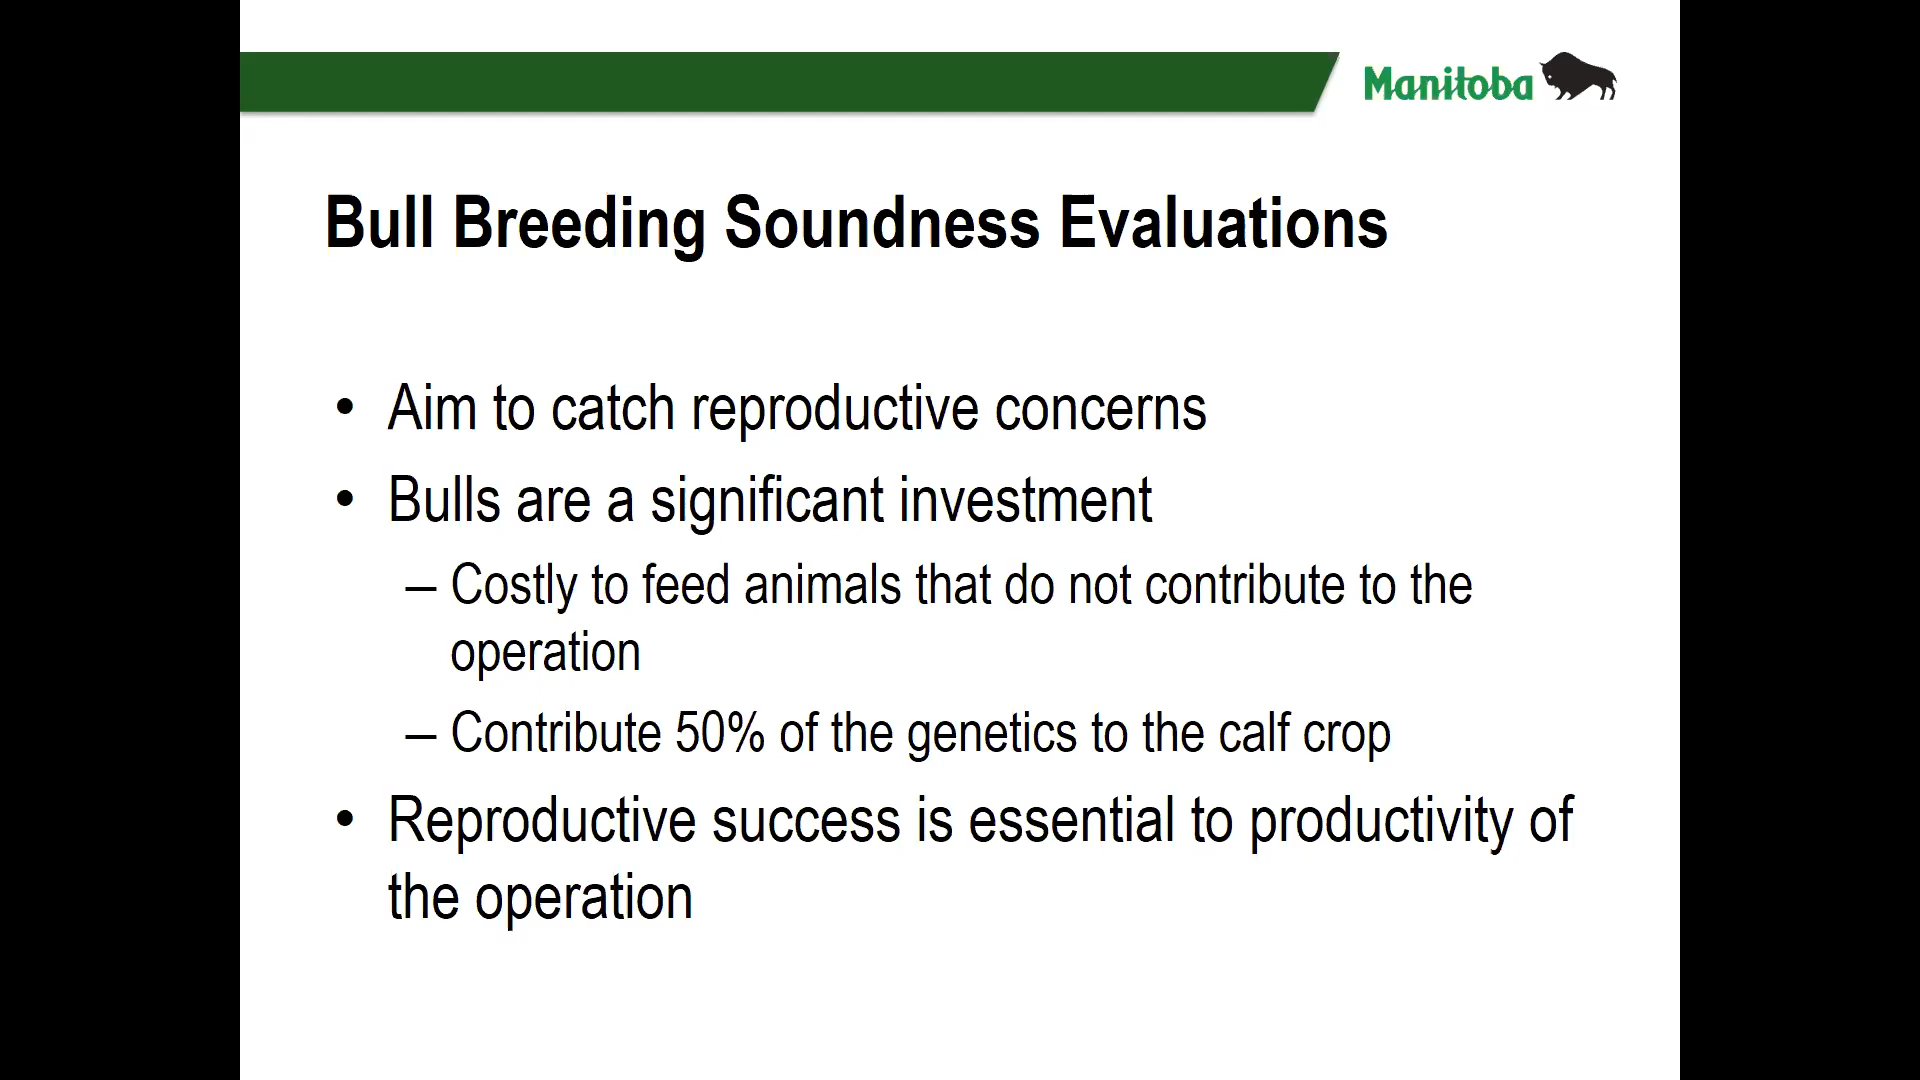 Manitoba
Bull Breeding Soundness Evaluations
• Aim to catch reproductive concerns
• Bulls are a significant investment
– Costly to feed animals that do not contribute to the
operation
– Contribute 50% of the genetics to the calf crop
• Reproductive success is essential to productivity of
the operation